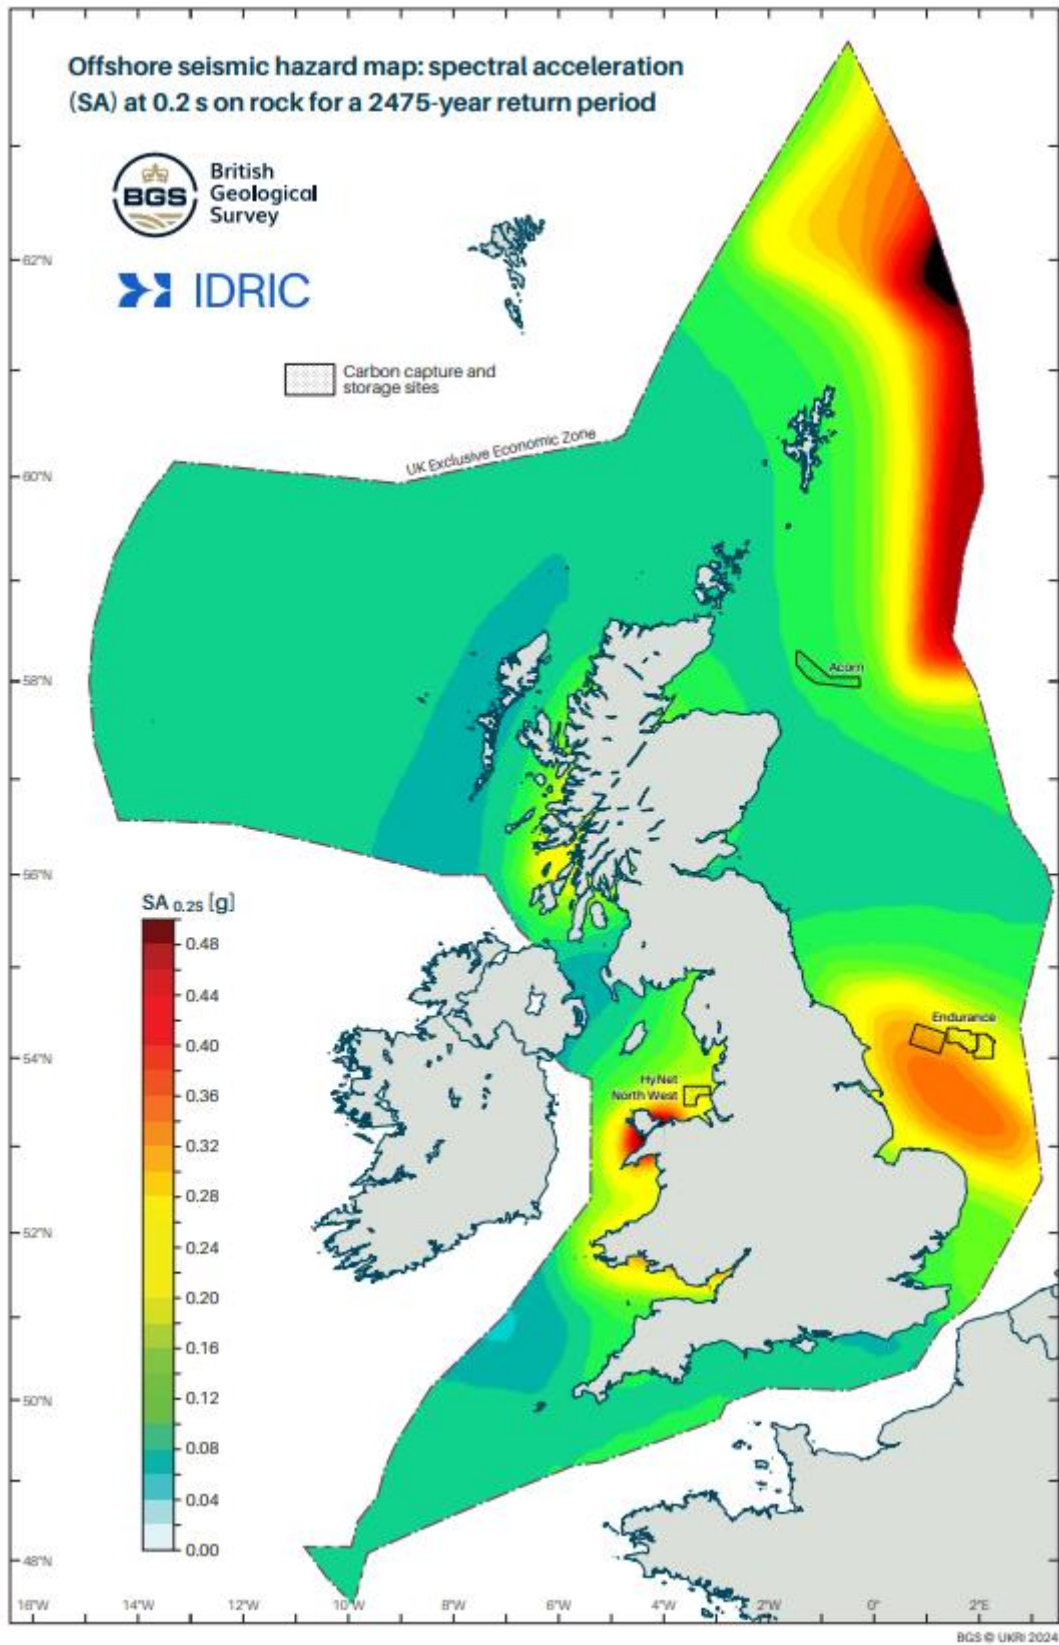 Offshore seismic hazard map: spectral acceleration
(SA) at 0.2 s on rock for a 2475-year return period
BGS
British
Geological
Survey
IDRIC
Carbon capture and
storage sites
UK Exclusive Economic Zone
62°N
60°N
58°N
56°N
54°N
52°N
50°N
48°N
Acorn
Endurance
HyNet
North West
SA 0.2S [g]
0.48
0.44
0.40
0.36
0.32
0.28
0.24
0.20
0.16
0.12
0.08
0.04
0.00
16°W 14°W 12°W 10°W 8°W 6°W 4°W 2°W 0° 2°E
BGS © UKRI 2024